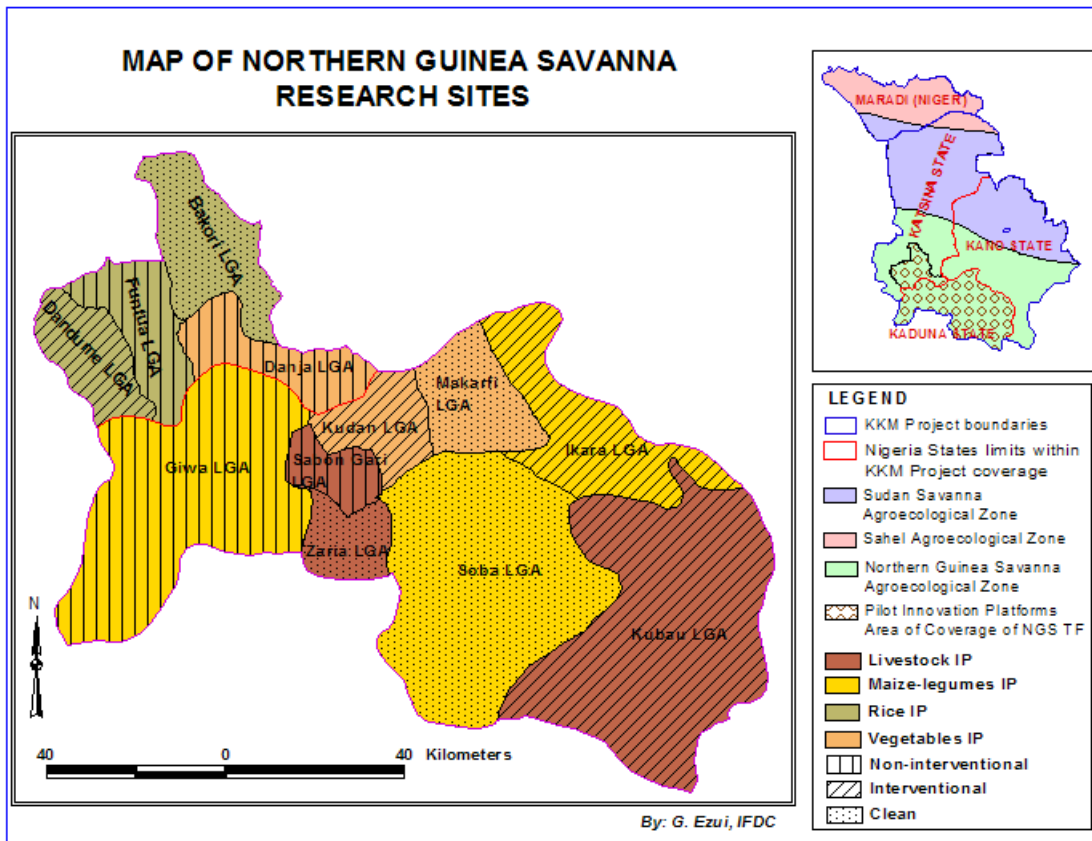 MAP OF NORTHERN GUINEA SAVANNA
RESEARCH SITES
MARADI (NIGER)
KATSINA STATE
KANO STATE
KADUNA STATE
Bakori LGA
Funtua LGA
Dandume LGA
Danja LGA
Makarfi
LGA
Kudan LGA
Ikara LGA
Giwa LGA
Sabon Gari
LGA
Zaria LGA
Soba LGA
Kubau LGA
N
40 0 40 Kilometers
By: G. Ezui, IFDC
LEGEND
KKM Project boundaries
Nigeria States limits within
KKM Project coverage
Sudan Savanna
Agroecological Zone
Sahel Agroecological Zone
Northern Guinea Savanna
Agroecological Zone
Pilot Innovation Platforms
Area of Coverage of NGS TF
Livestock IP
Maize-legumes IP
Rice IP
Vegetables IP
Non-interventional
Interventional
Clean